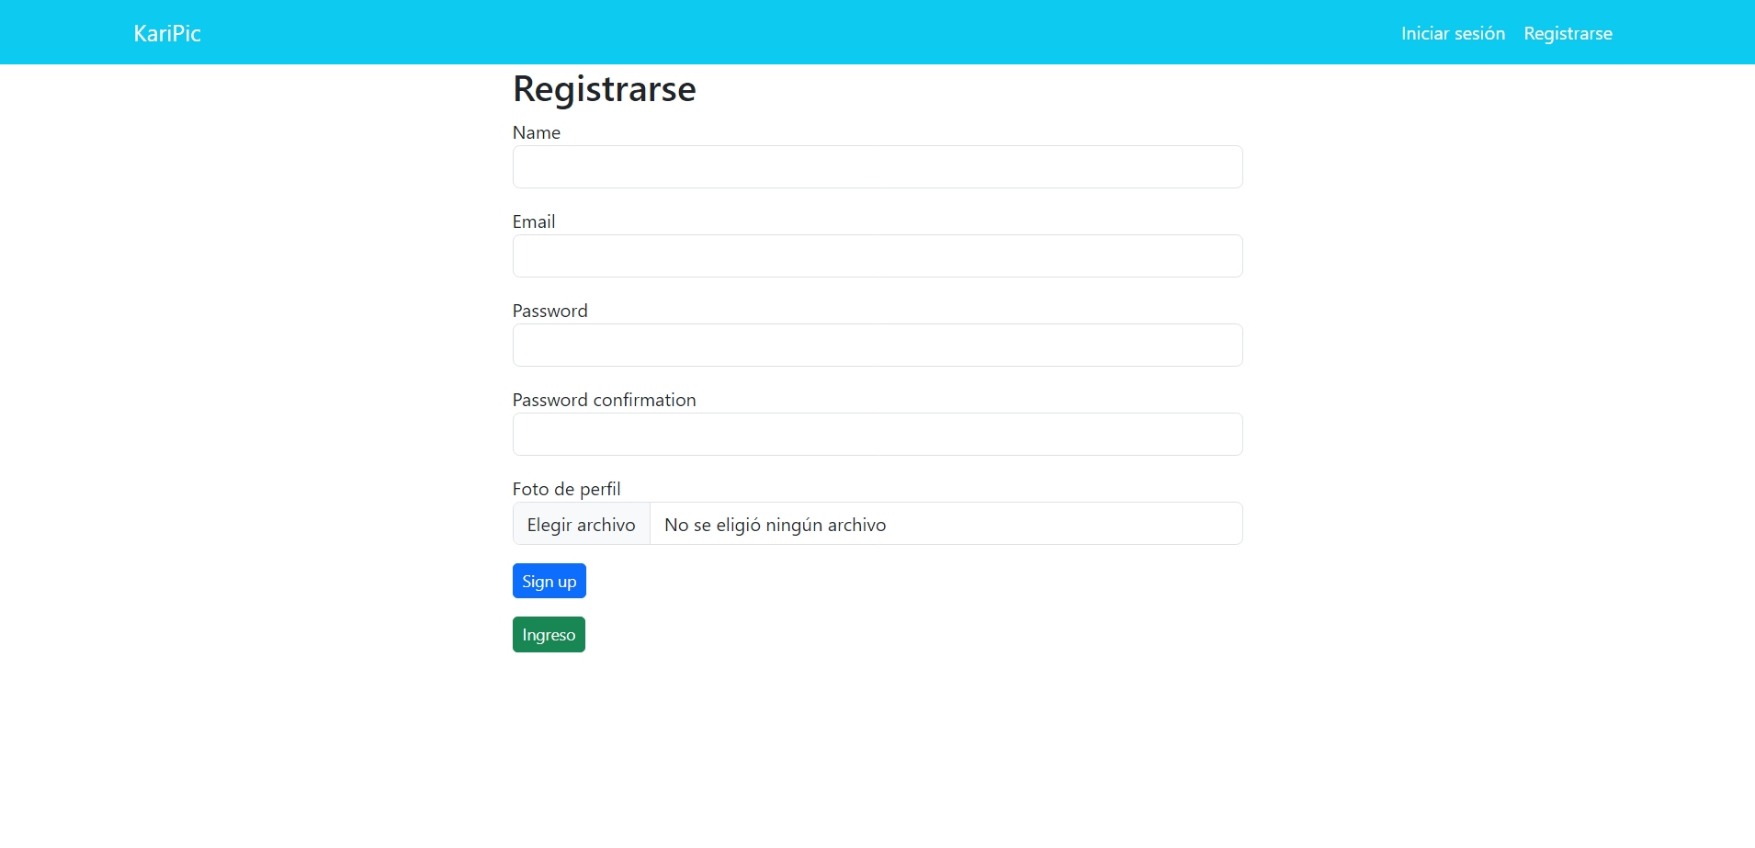 KariPic
Iniciar sesión Registrarse
Registrarse
Name
Email
Password
Password confirmation
Foto de perfil
Elegir archivo No se eligió ningún archivo
Sign up
Ingreso